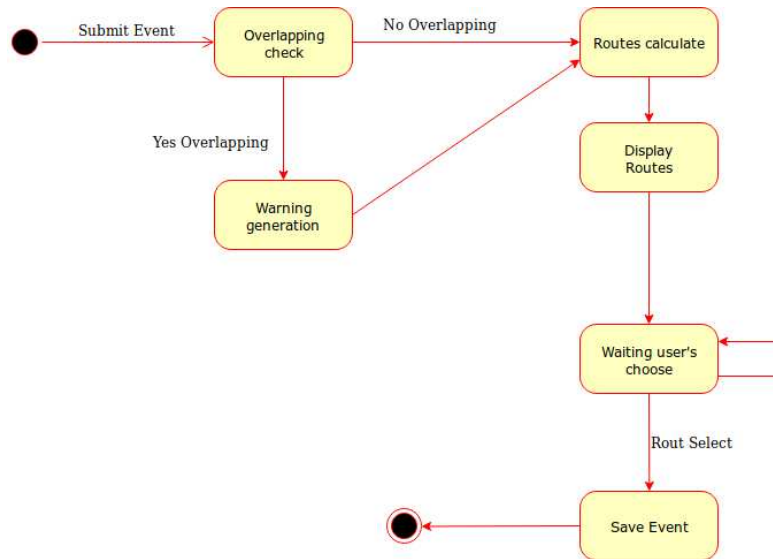 Submit Event
Overlapping
check
No Overlapping
Routes calculate
Yes Overlapping
Display
Routes
Warning
generation
Waiting user's
choose
Rout Select
Save Event